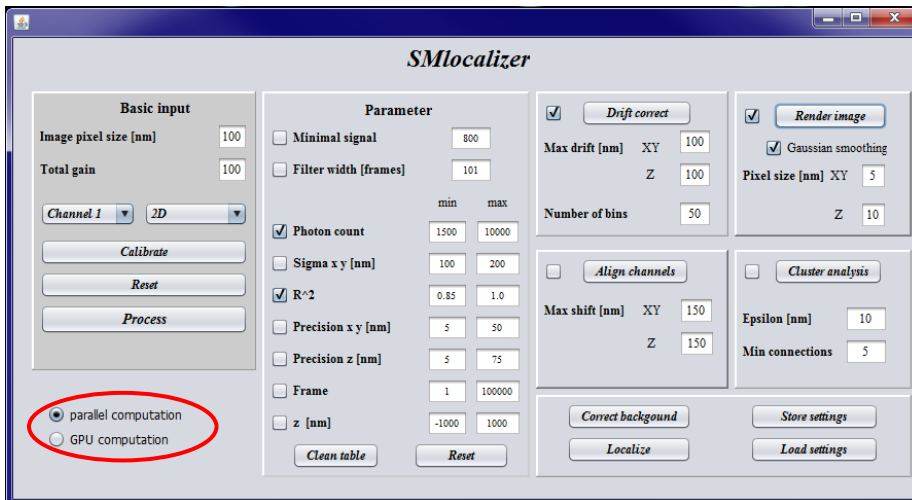 SMlocalizer
Basic input
Image pixel size [nm] 100
Total gain 100
Channel 1 2D
Calibrate
Reset
Process
parallel computation
GPU computation
Parameter
Minimal signal 800
Filter width [frames] 101
min max
Photon count 1500 10000
Sigma x y [nm] 100 200
R^2 0.85 1.0
Precision x y [nm] 5 50
Precision z [nm] 5 75
Frame 1 100000
z [nm] -1000 1000
Clean table Reset
Drift correct
Max drift [nm] XY 100
Z 100
Number of bins 50
Render image
Gaussian smoothing
Pixel size [nm] XY 5
Z 10
Align channels
Max shift [nm] XY 150
Z 150
Cluster analysis
Epsilon [nm] 10
Min connections 5
Correct backgound Store settings
Localize Load settings